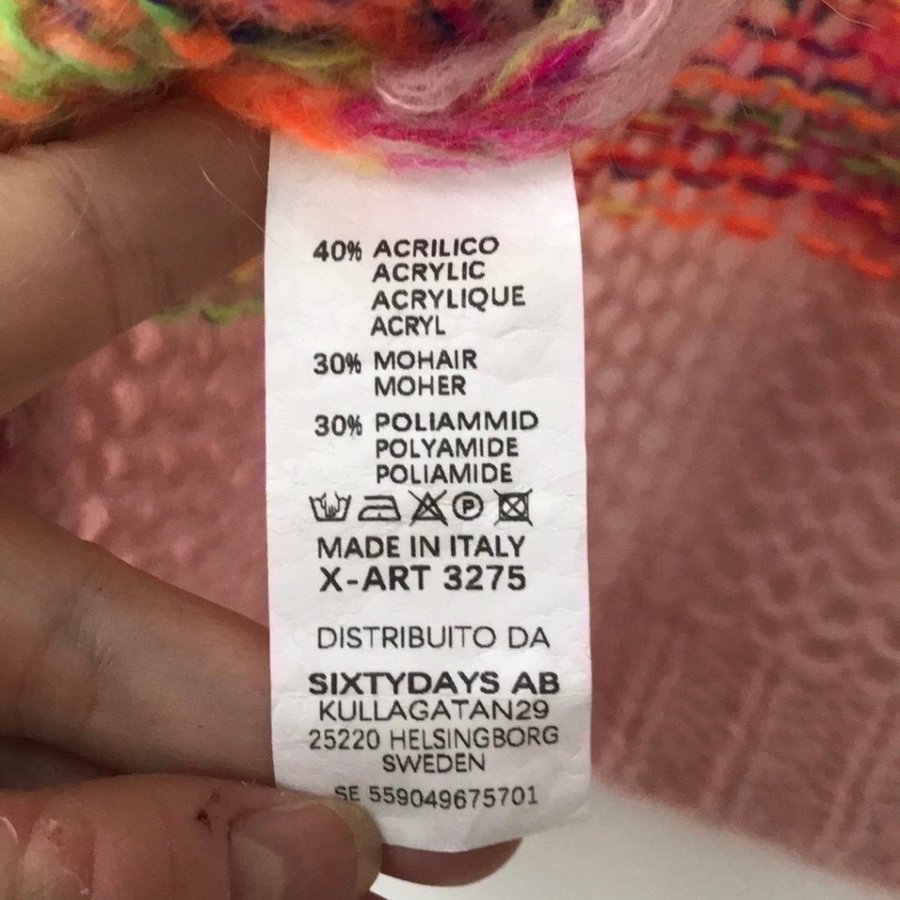 40% ACRILICO
ACRYLIC
ACRYLIQUE
ACRYL
30% MOHAIR
MOHER
30% POLIAMMID
POLYAMIDE
POLIAMIDE
P
MADE IN ITALY
X-ART 3275
DISTRIBUITO DA
SIXTYDAYS AB
KULLAGATAN29
25220 HELSINGBORG
SWEDEN
SE 559049675701